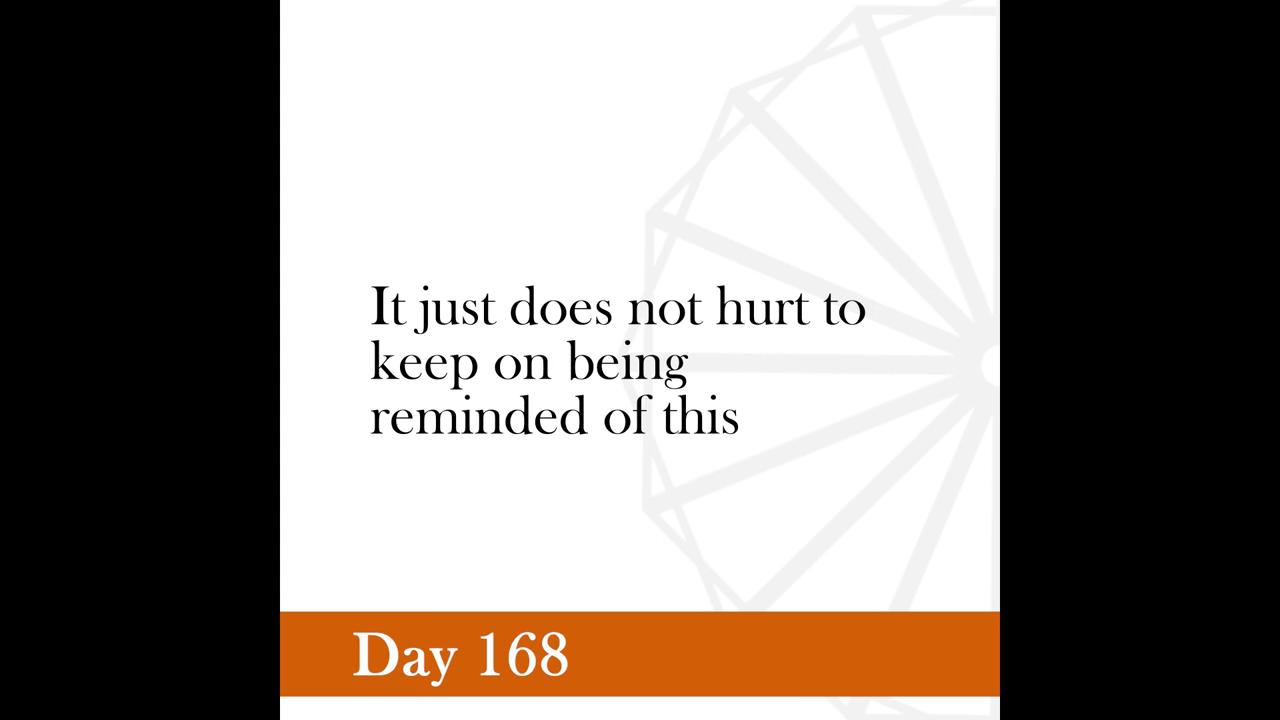 It just does not hurt to
keep on being
reminded of this
Day 168